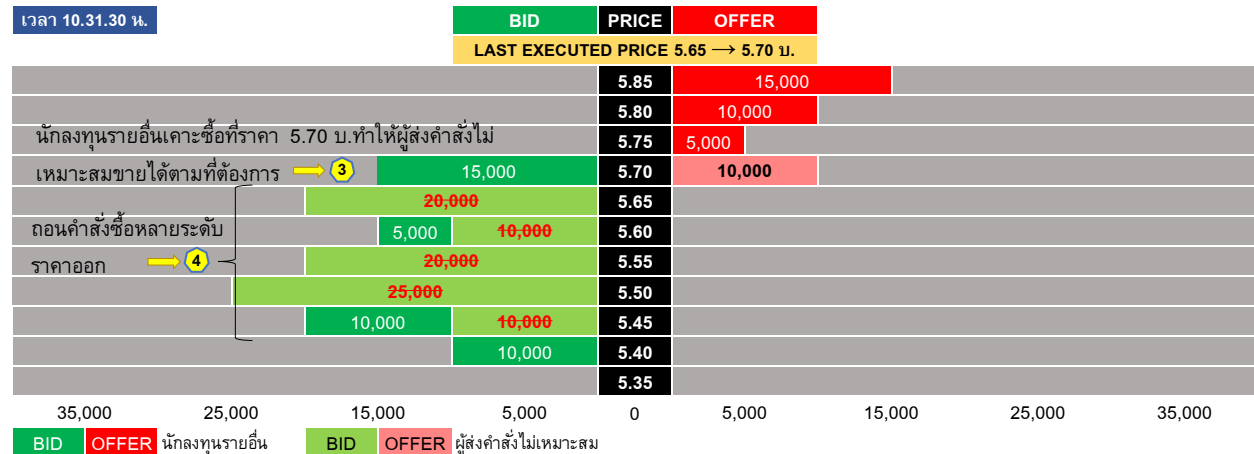 เวลา 10.31.30 น. BID PRICE OFFER
LAST EXECUTED PRICE 5.65 → 5.70 บ.
5.85 15,000
5.80 10,000
นักลงทุนรายอื่นเคาะซื้อที่ราคา 5.70 บ.ทำให้ผู้ส่งคำสั่งไม่ 5.75 5,000
เหมาะสมขายได้ตามที่ต้องการ 3 15,000 5.70 10,000
20,000 5.65
ถอนคำสั่งซื้อหลายระดับ 5,000 10,000 5.60
ราคาออก 4 20,000 5.55
25,000 5.50
10,000 10,000 5.45
10,000 5.40
5.35
35,000 25,000 15,000 5,000 0 5,000 15,000 25,000 35,000
BID OFFER นักลงทุนรายอื่น BID OFFER ผู้ส่งคำสั่งไม่เหมาะสม